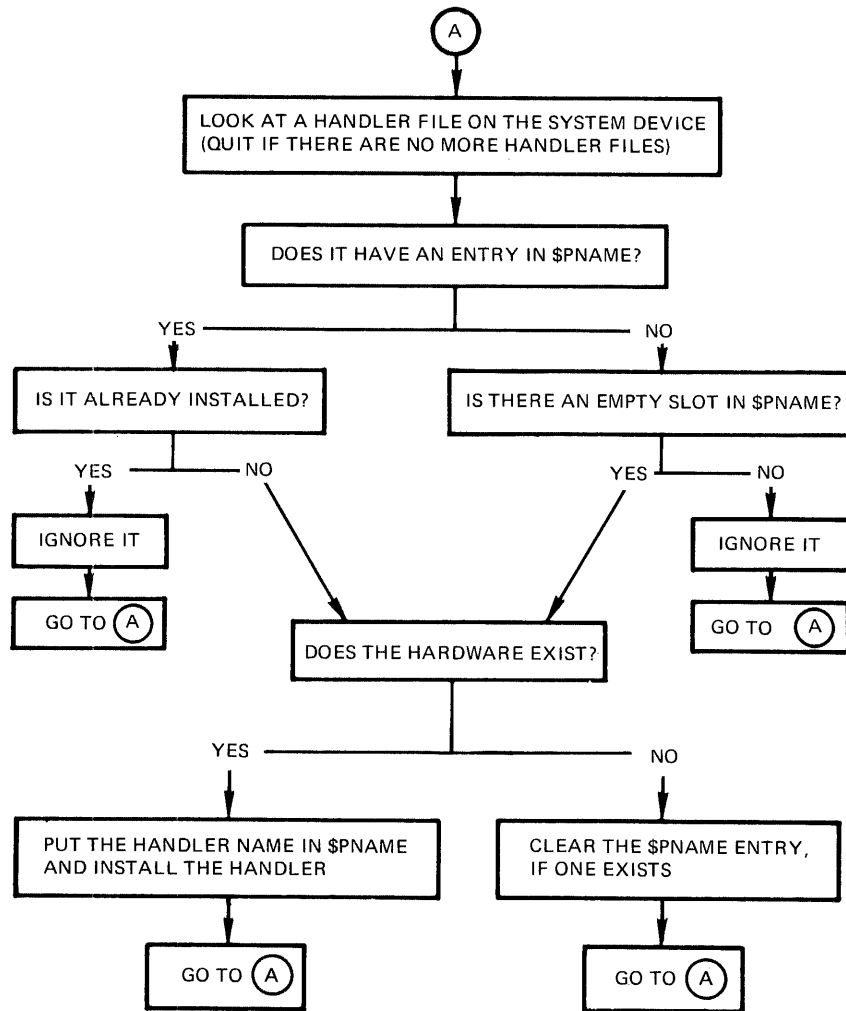 A
LOOK AT A HANDLER FILE ON THE SYSTEM DEVICE
(QUIT IF THERE ARE NO MORE HANDLER FILES)
DOES IT HAVE AN ENTRY IN $PNAME?
YES
NO
IS IT ALREADY INSTALLED?
IS THERE AN EMPTY SLOT IN $PNAME?
YES
NO
YES
NO
IGNORE IT
IGNORE IT
GO TO A
GO TO A
DOES THE HARDWARE EXIST?
YES
NO
PUT THE HANDLER NAME IN $PNAME
AND INSTALL THE HANDLER
CLEAR THE $PNAME ENTRY,
IF ONE EXISTS
GO TO A
GO TO A